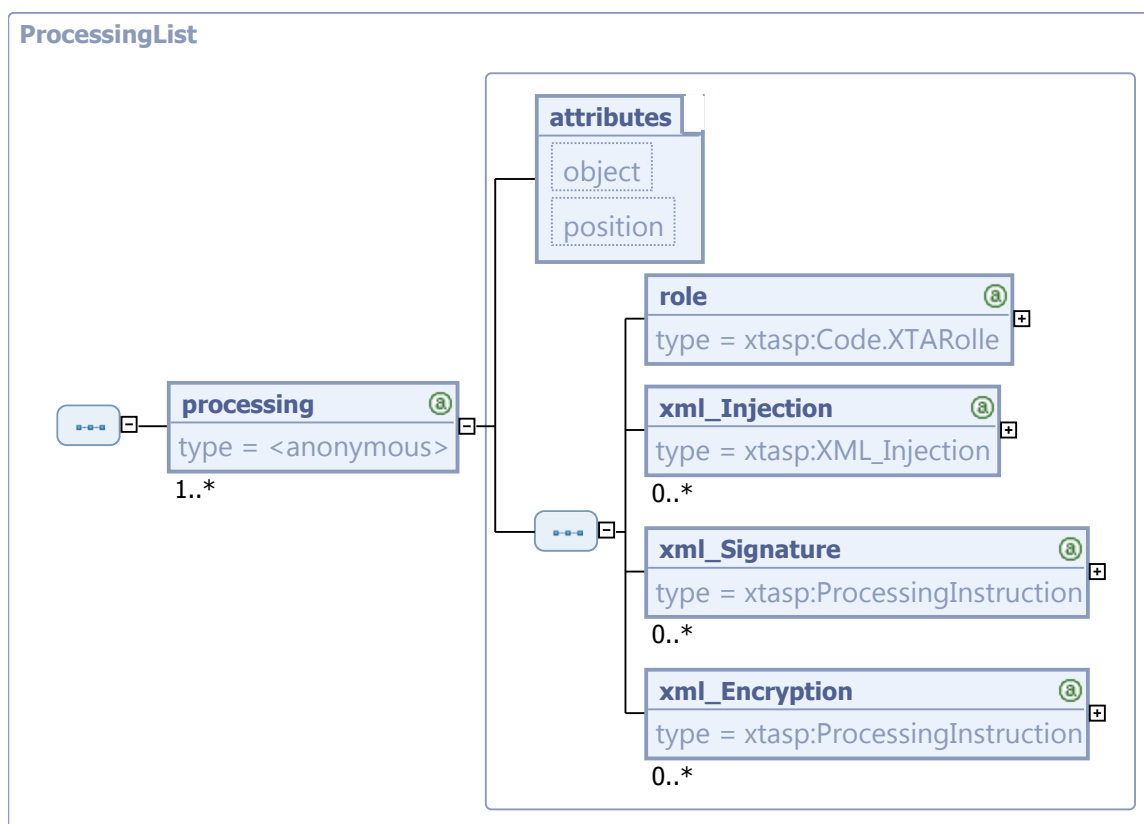 ProcessingList
attributes
object
position
role
type = xtasp:Code.XTARolle
processing
type = <anonymous>
1..*
xml_Injection
type = xtasp:XML_Injection
0..*
xml_Signature
type = xtasp:ProcessingInstruction
0..*
xml_Encryption
type = xtasp:ProcessingInstruction
0..*